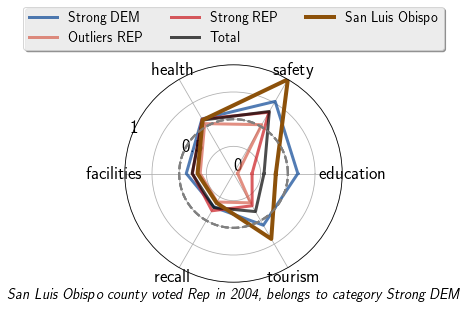 Strong DEM
Outliers REP
Strong REP
Total
San Luis Obispo
health
safety
1
0
0
facilities
education
recall
tourism
San Luis Obispo county voted Rep in 2004, belongs to category Strong DEM